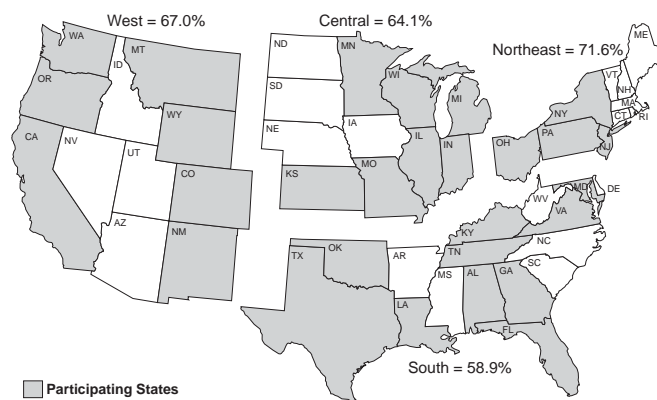 West = 67.0%
Central = 64.1%
Northeast = 71.6%
WA
OR
CA
ID
MT
NV
UT
WY
CO
AZ
NM
ND
SD
NE
KS
MN
IA
MO
WI
IL
MI
IN
OH
ME
VT
NH
MA
CT
RI
NY
PA
NJ
MD
DE
WV
VA
KY
TN
NC
SC
TX
OK
AR
LA
MS
AL
GA
FL
South = 58.9%
Participating States